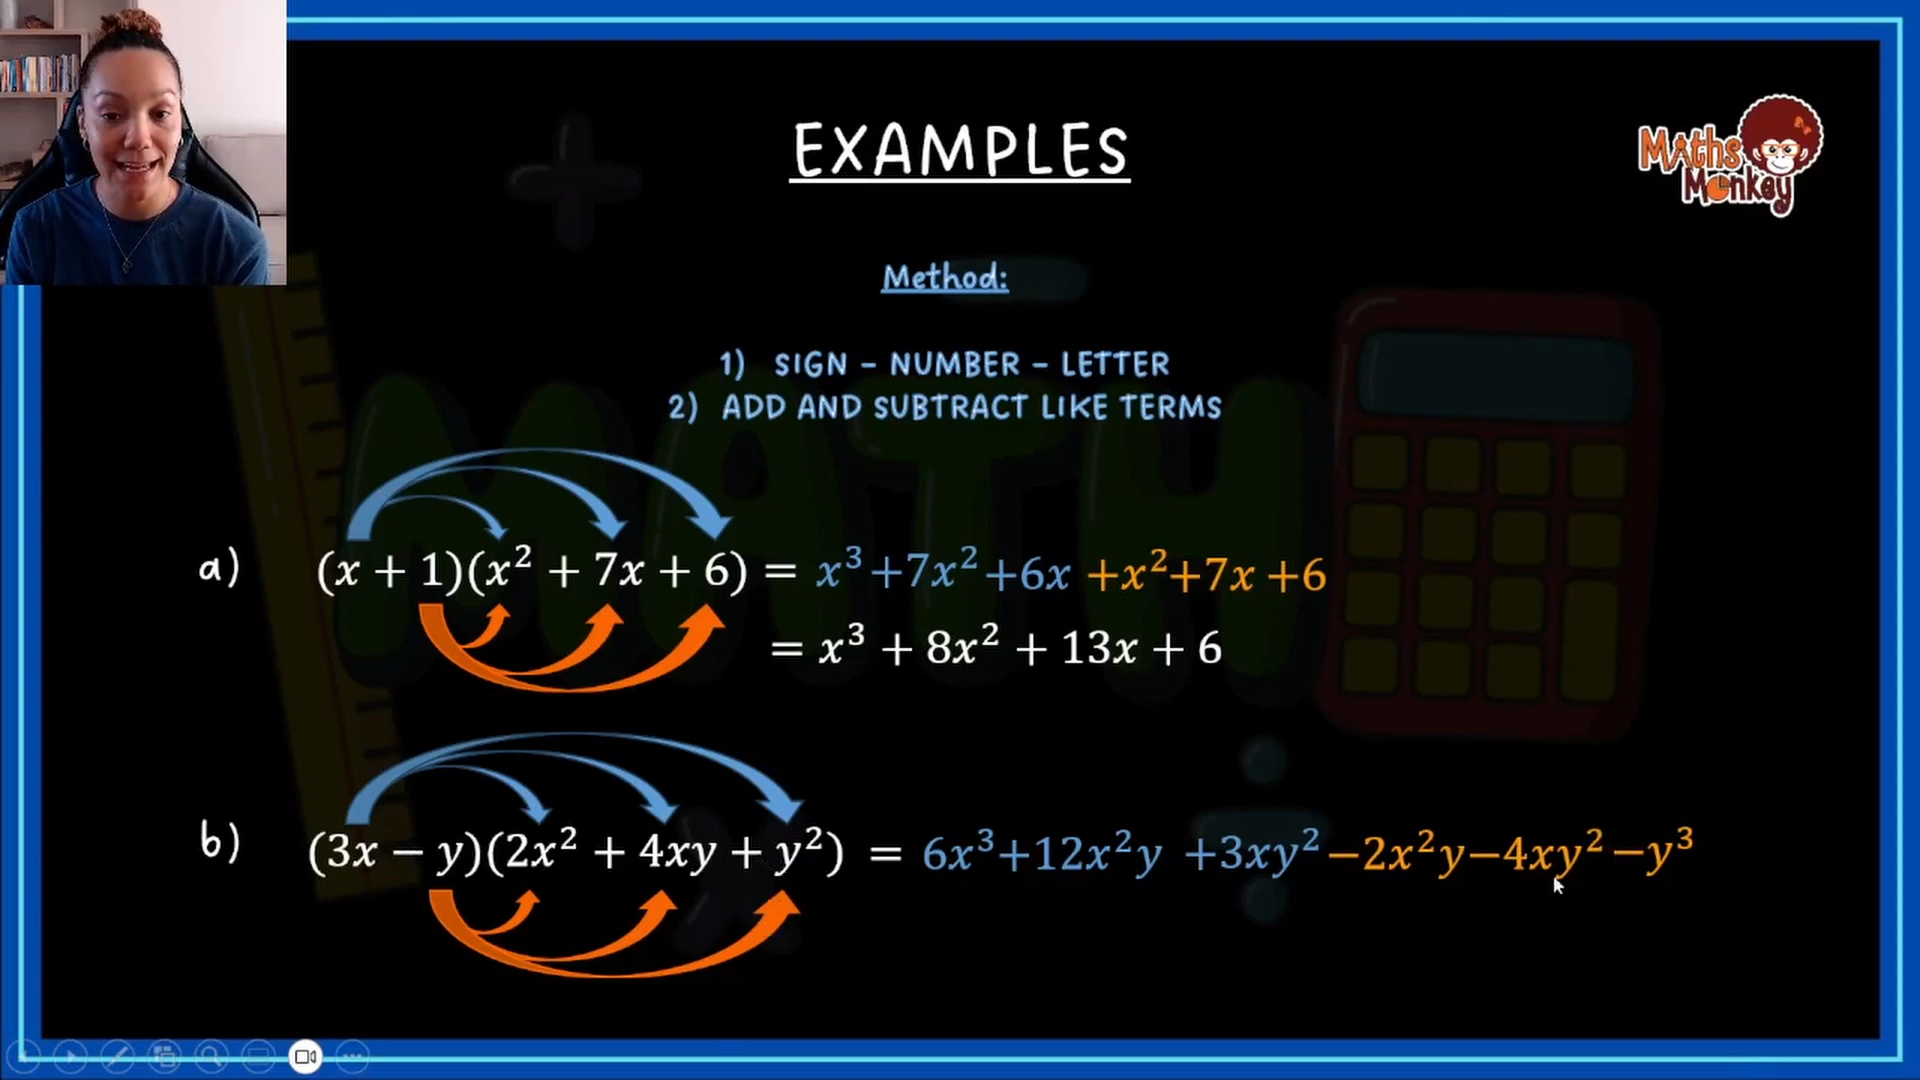 EXAMPLES
Maths
Monkey
Method:
1) SIGN – NUMBER – LETTER
2) ADD AND SUBTRACT LIKE TERMS
MATH
a) (x + 1)(x² + 7x + 6) = x³+7x²+6x +x²+7x +6
= x³ + 8x² + 13x + 6
b) (3x − y)(2x² + 4xy + y²) = 6x³+12x²y +3xy² −2x²y−4xy² −y³